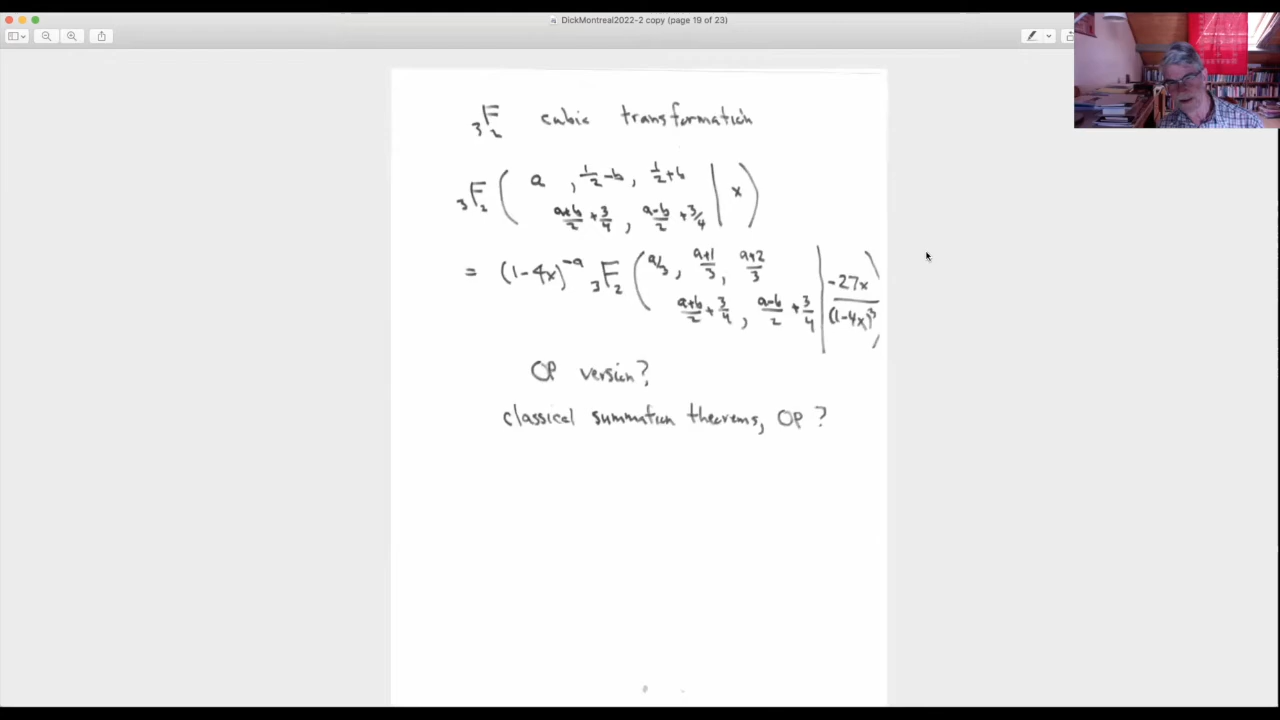 DickMontreal2022-2 copy (page 19 of 23)
₃F₂ cubic transformation
₃F₂ ( a, 1/2 - b, 1/2 + b
(a+b)/2 + 3/4, (a-b)/2 + 3/4 | x )
= (1-4x)^{-a} ₃F₂ ( a/3, (a+1)/3, (a+2)/3
(a+b)/2 + 3/4, (a-b)/2 + 3/4 | -27x/(1-4x)^3 )
OP version?
classical summation theorems, OP?